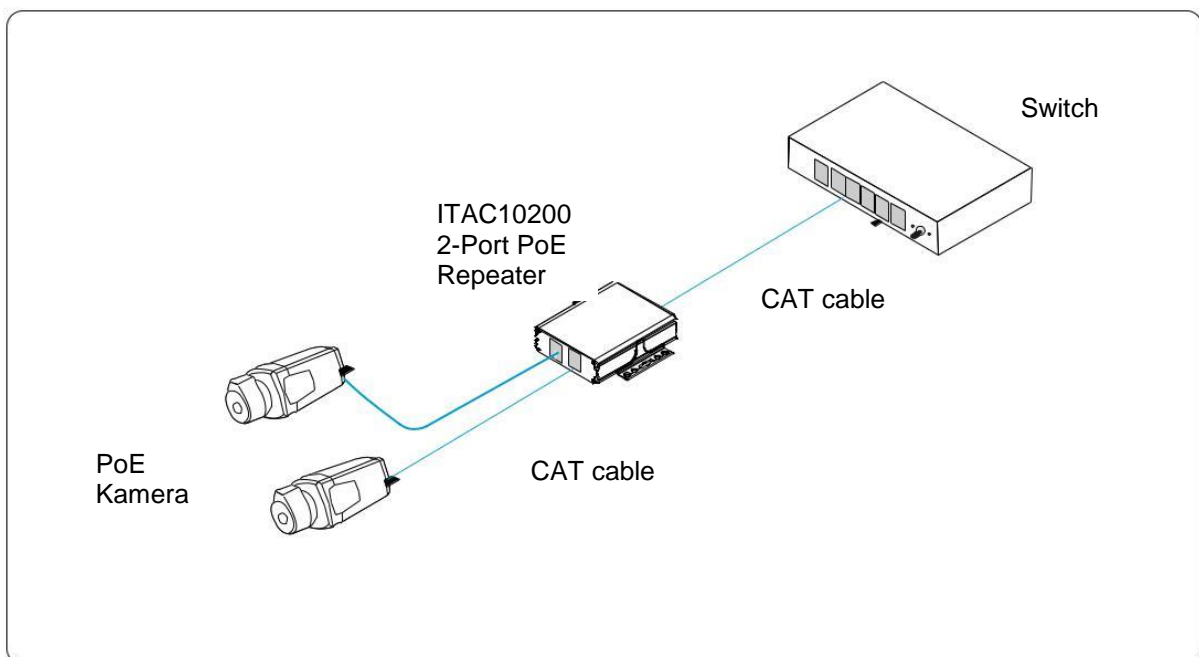 Switch
ITAC10200
2-Port PoE
Repeater
CAT cable
PoE
Kamera
CAT cable